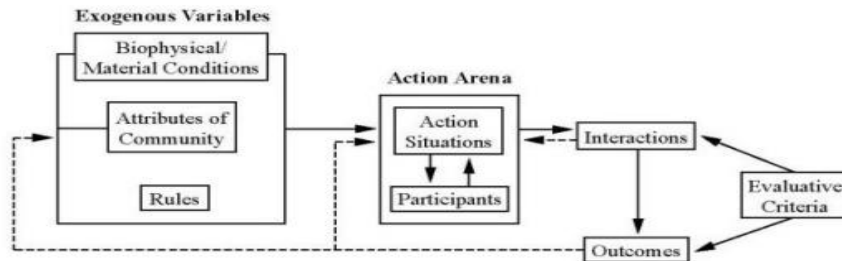 Exogenous Variables
Biophysical/
Material Conditions
Attributes of
Community
Rules
Action Arena
Action
Situations
Participants
Interactions
Outcomes
Evaluative
Criteria